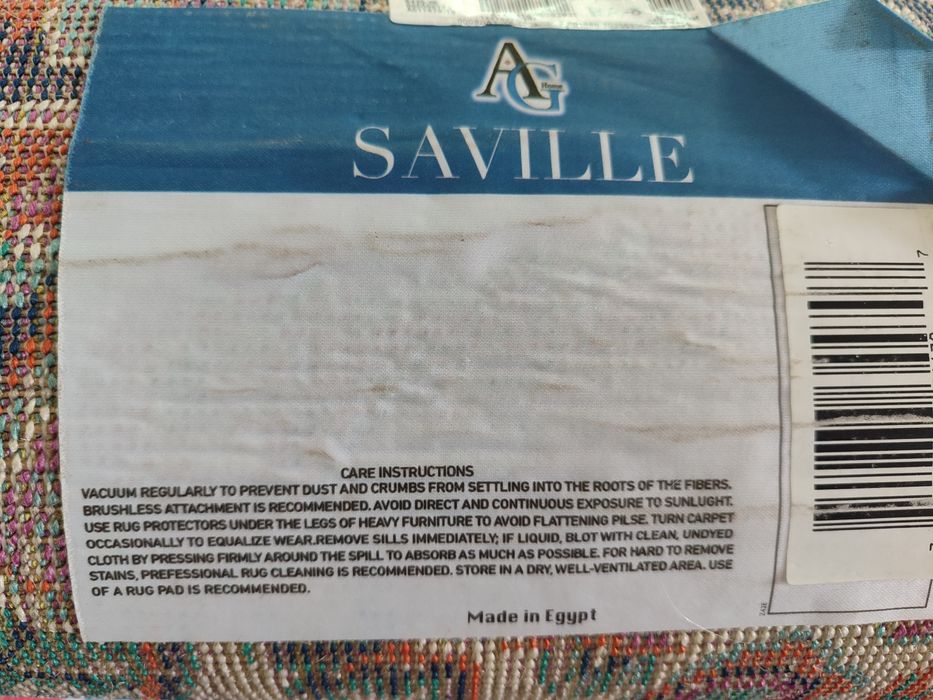 AG
Home
SAVILLE
CARE INSTRUCTIONS
VACUUM REGULARLY TO PREVENT DUST AND CRUMBS FROM SETTLING INTO THE ROOTS OF THE FIBERS.
BRUSHLESS ATTACHMENT IS RECOMMENDED. AVOID DIRECT AND CONTINUOUS EXPOSURE TO SUNLUGHT.
USE RUG PROTECTORS UNDER THE LEGS OF HEAVY FURNITURE TO AVOID FLATTENING PILSE. TURN CARPET
OCCASIONALLY TO EQUALIZE WEAR.REMOVE SILLS IMMEDIATELY; IF LIQUID, BLOT WITH CLEAN, UNDYED
CLOTH BY PRESSING FIRMLY AROUND THE SPILL TO ABSORB AS MUCH AS POSSIBLE. FOR HARD TO REMOVE
STAINS, PREFESSIONAL RUG CLEANING IS RECOMMENDED. STORE IN A DRY, WELL-VENTILATED AREA. USE
OF A RUG PAD IS RECOMMENDED.
Made in Egypt
7